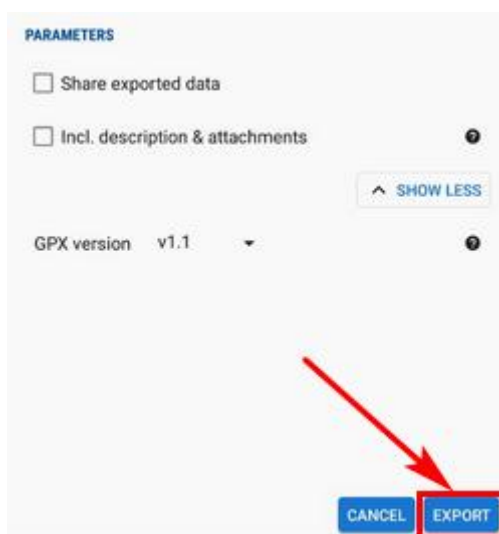 PARAMETERS
Share exported data
Incl. description & attachments
SHOW LESS
GPX version v1.1
CANCEL EXPORT